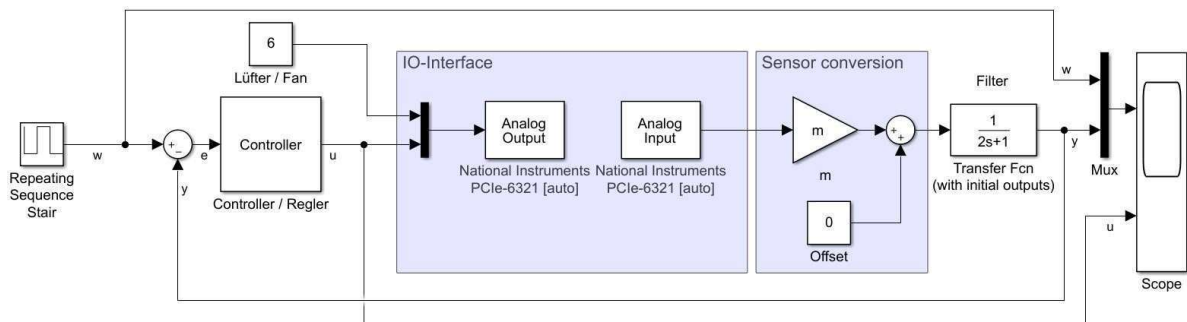 w
6
Lüfter / Fan
IO-Interface
Sensor conversion
Filter
w
Controller
Analog
Output
Analog
Input
m
+
+
1
2s+1
w
+
−
e
u
y
Repeating
Sequence
Stair
y
Controller / Regler
National Instruments
PCIe-6321 [auto]
National Instruments
PCIe-6321 [auto]
m
Transfer Fcn
(with initial outputs)
Mux
0
Offset
u
Scope